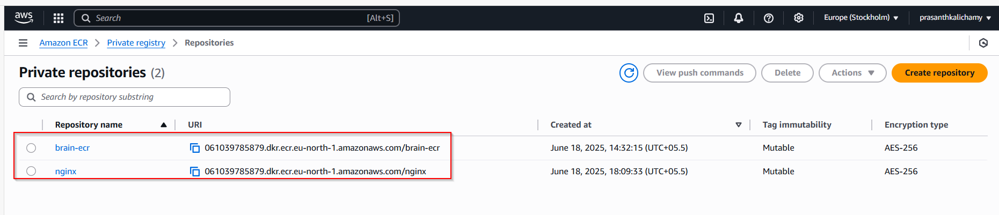 aws Search [Alt+S] Europe (Stockholm) prasanthkalichamy
Amazon ECR Private registry Repositories
Private repositories (2) View push commands Delete Actions Create repository
Search by repository substring
Repository name URI Created at Tag immutability Encryption type
brain-ecr 061039785879.dkr.ecr.eu-north-1.amazonaws.com/brain-ecr June 18, 2025, 14:32:15 (UTC+05.5) Mutable AES-256
nginx 061039785879.dkr.ecr.eu-north-1.amazonaws.com/nginx June 18, 2025, 18:09:33 (UTC+05.5) Mutable AES-256